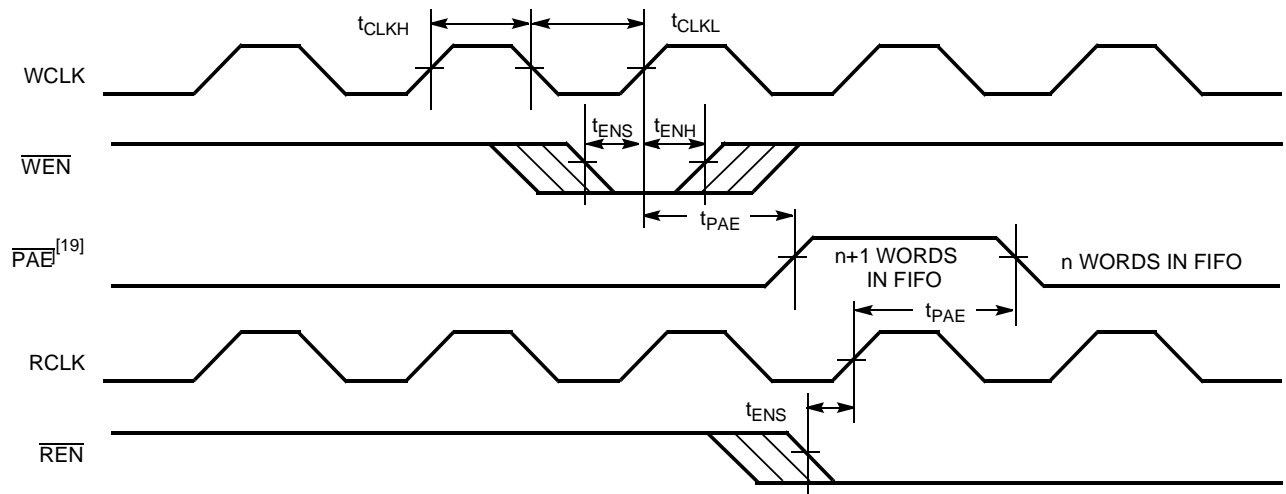 tCLKH
tCLKL
WCLK
tENS
tENH
WEN
tPAE
PAE[19]
n+1 WORDS
IN FIFO
n WORDS IN FIFO
tPAE
RCLK
tENS
REN